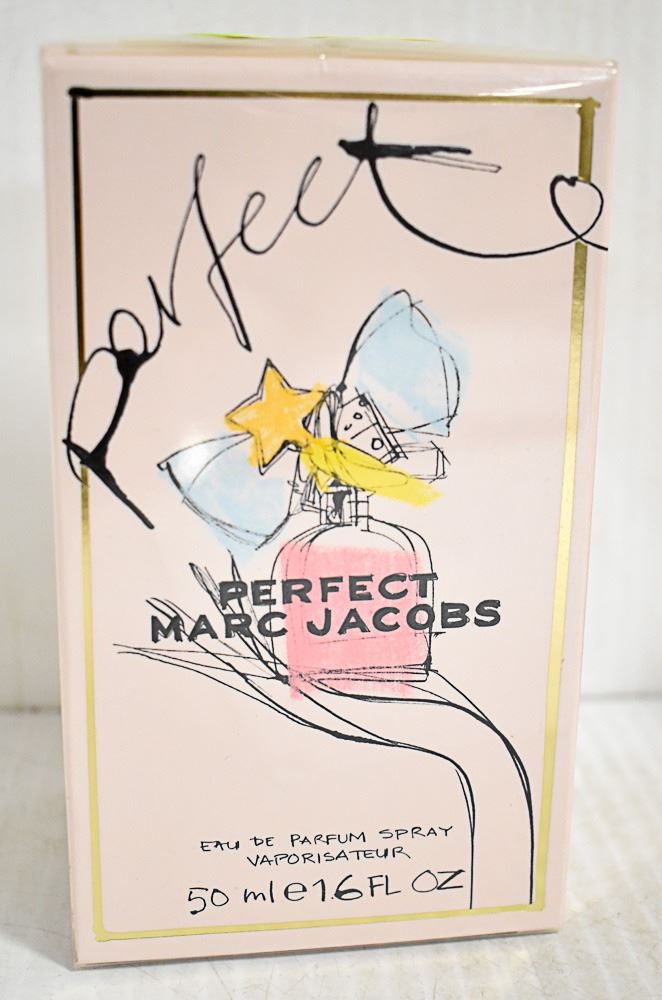 perfect
PERFECT
MARC JACOBS
EAU DE PARFUM SPRAY
VAPORISATEUR
50 ml e 1.6 FL OZ